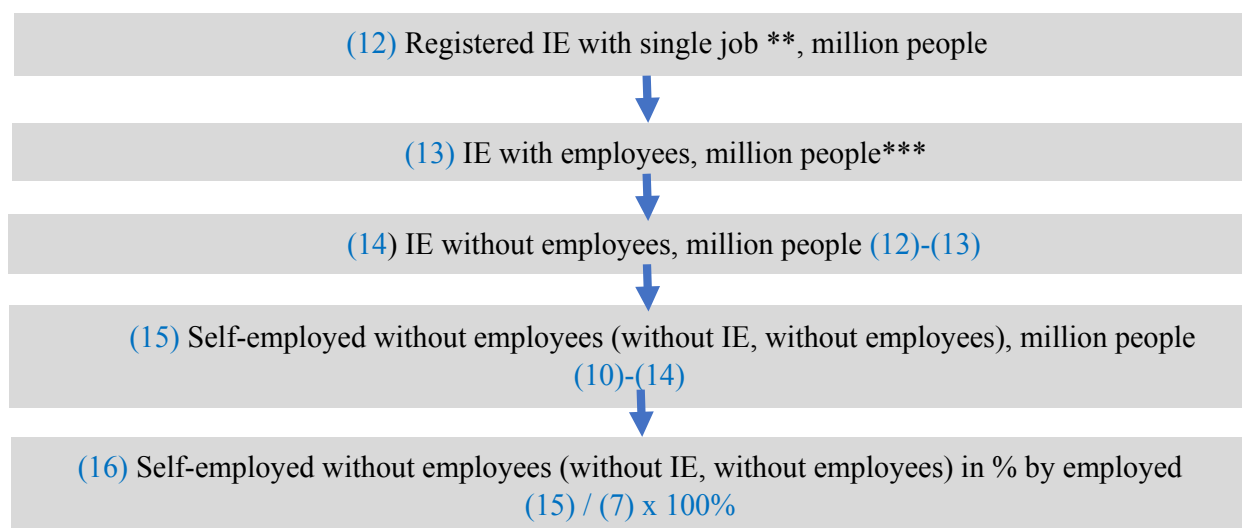 (12) Registered IE with single job **, million people
(13) IE with employees, million people***
(14) IE without employees, million people (12)-(13)
(15) Self-employed without employees (without IE, without employees), million people
(10)-(14)
(16) Self-employed without employees (without IE, without employees) in % by employed
(15) / (7) x 100%